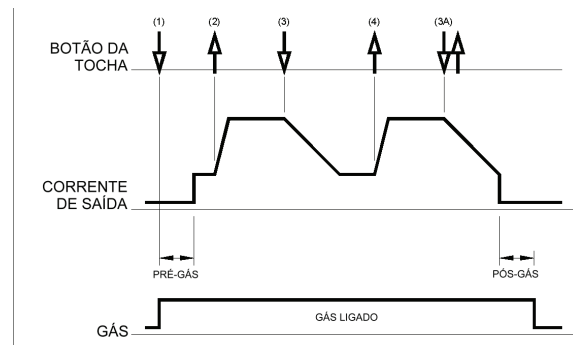 (1) (2) (3) (4) (3A)
BOTÃO DA
TOCHA
CORRENTE
DE SAÍDA
PRÉ-GÁS PÓS-GÁS
GÁS LIGADO
GÁS